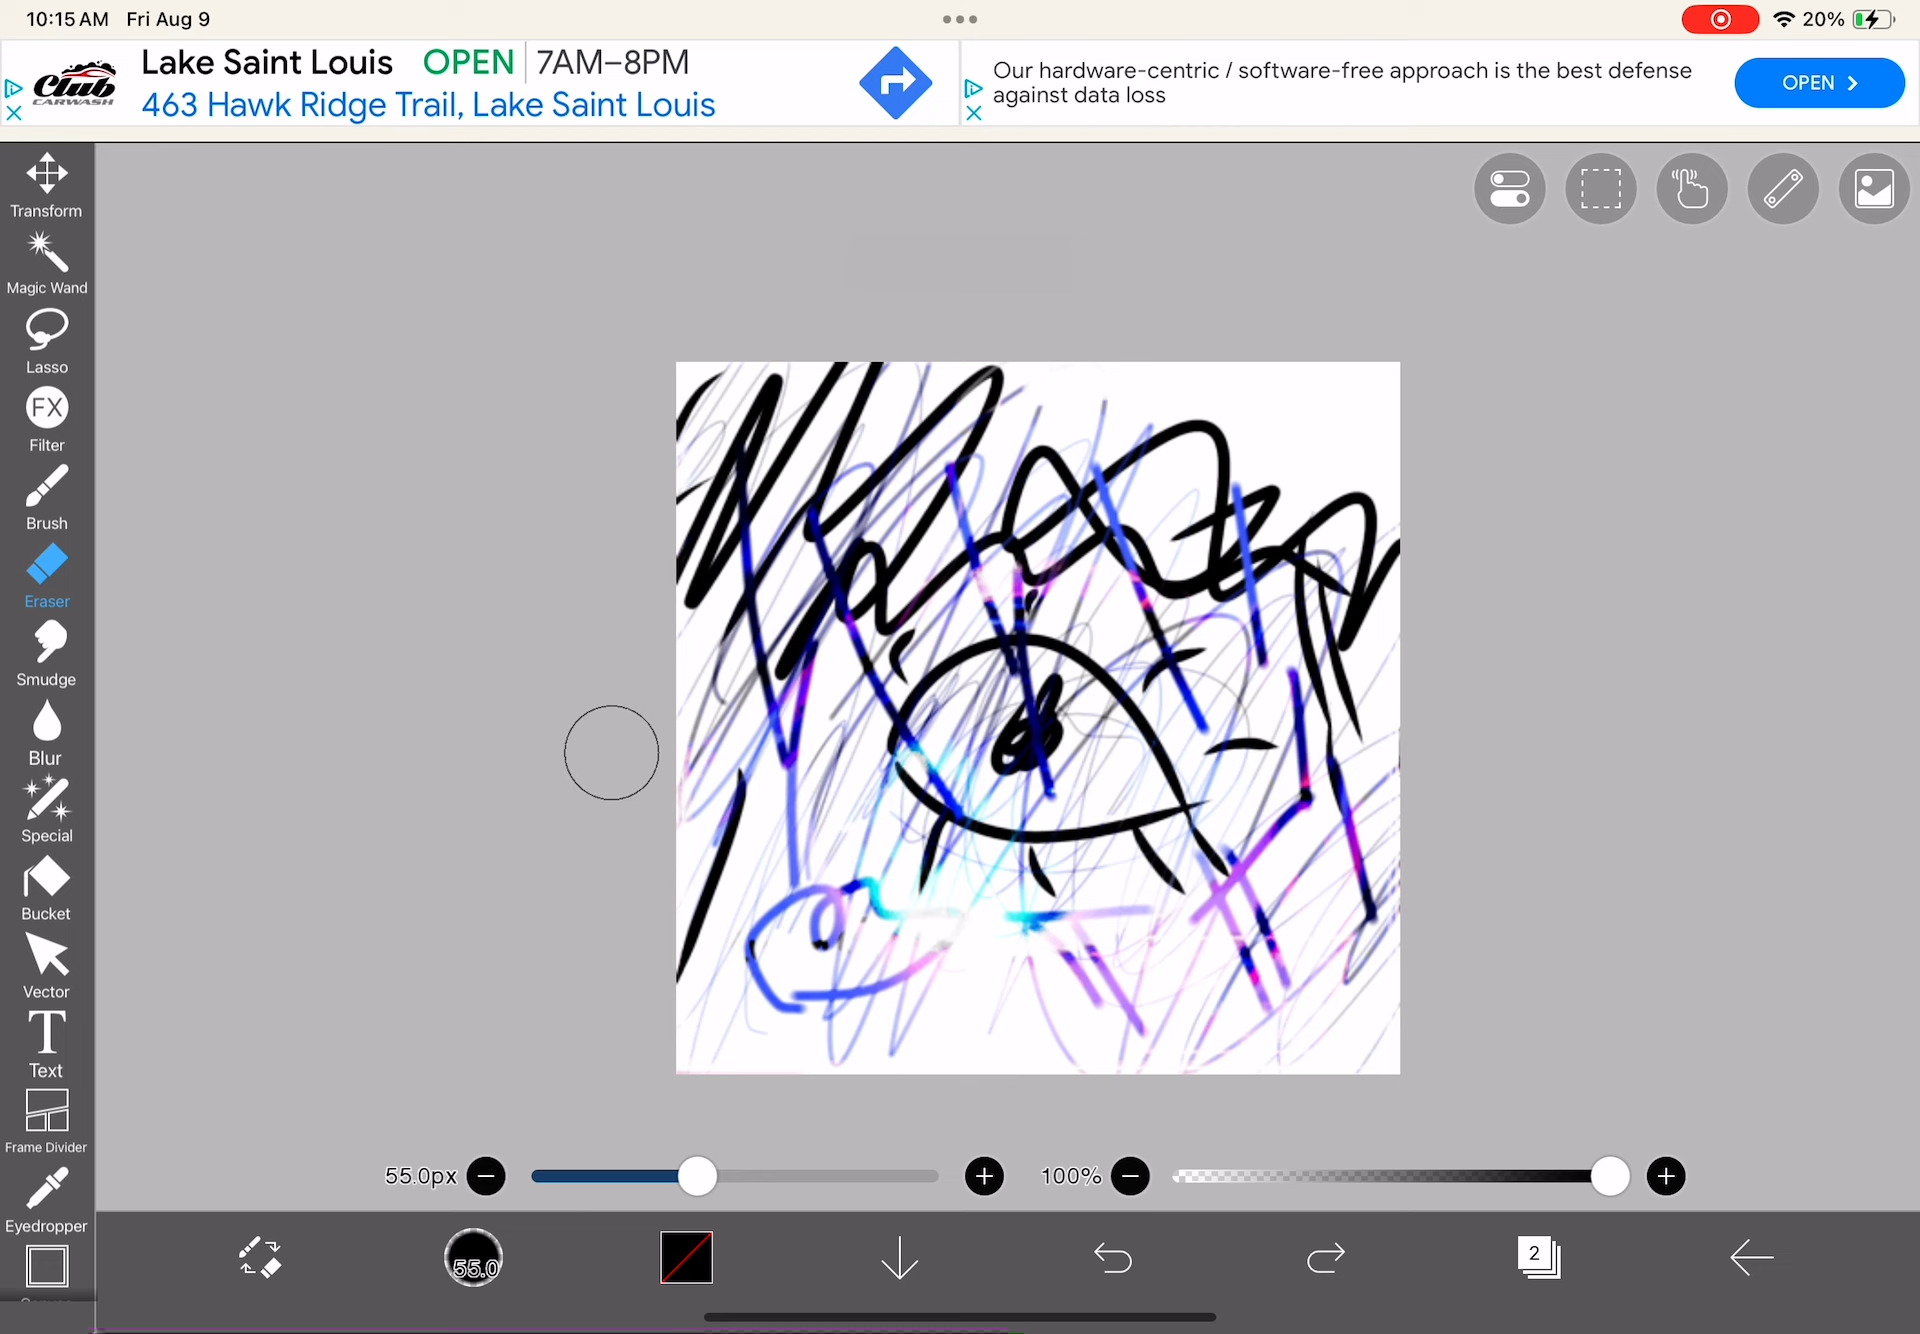 10:15 AM Fri Aug 9
20%
Club
CARWASH
Lake Saint Louis OPEN 7AM–8PM
463 Hawk Ridge Trail, Lake Saint Louis
Our hardware-centric / software-free approach is the best defense
against data loss
OPEN
Transform
Magic Wand
Lasso
FX
Filter
Brush
Eraser
Smudge
Blur
Special
Bucket
Vector
T
Text
Frame Divider
Eyedropper
55.0px
100%
55.0
2